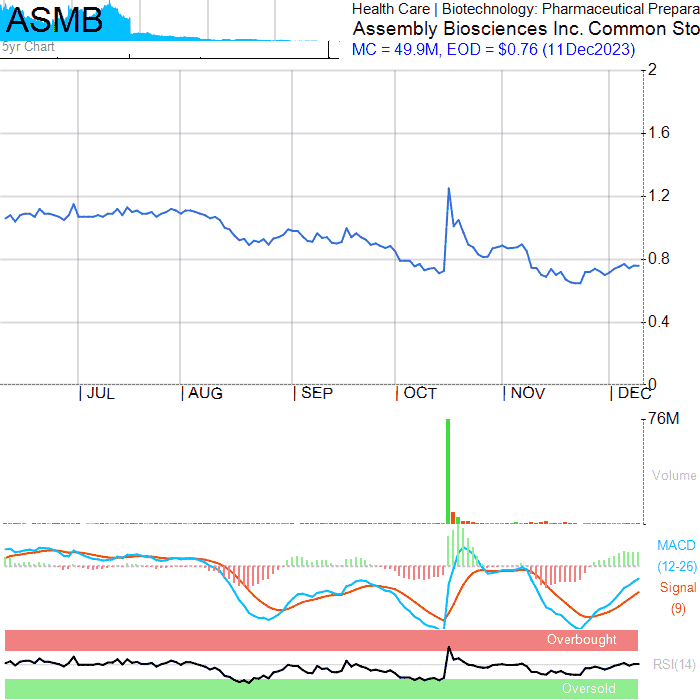 ASMB
5yr Chart
Health Care | Biotechnology: Pharmaceutical Prepara
Assembly Biosciences Inc. Common Sto
MC = 49.9M, EOD = $0.76 (11Dec2023)
2
1.6
1.2
0.8
0.4
0
| JUL | AUG | SEP | OCT | NOV | DEC
76M
Volume
MACD
(12-26)
Signal
(9)
Overbought
RSI(14)
Oversold